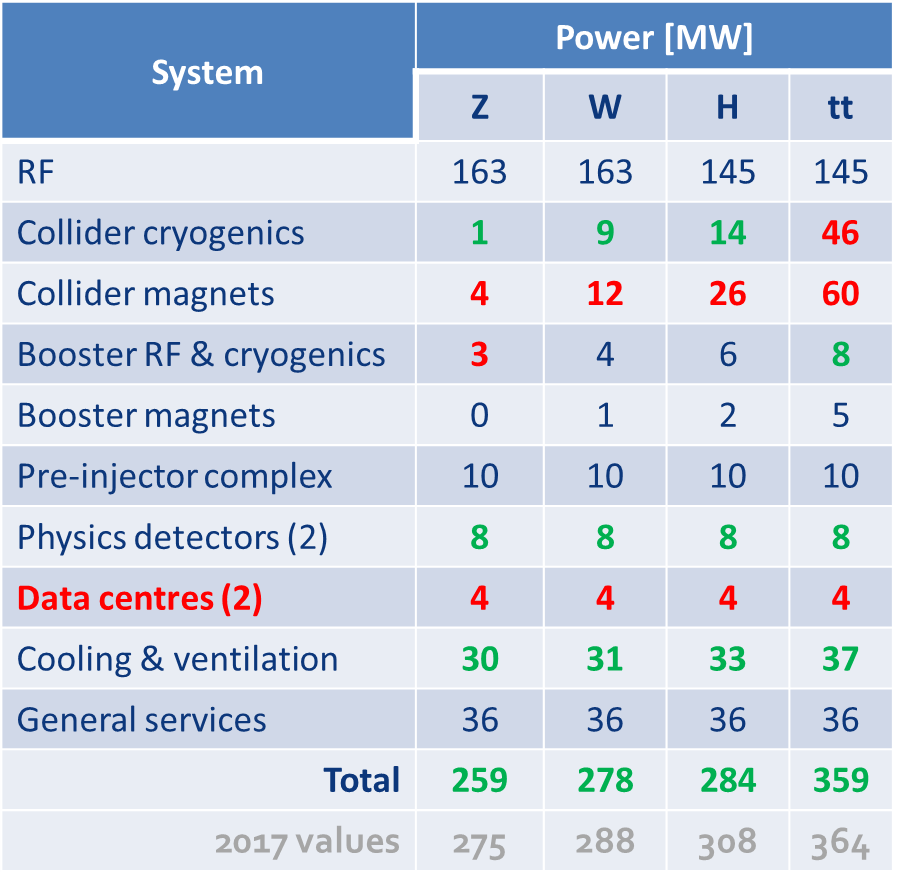 System Power [MW]
Z W H tt
RF 163 163 145 145
Collider cryogenics 1 9 14 46
Collider magnets 4 12 26 60
Booster RF & cryogenics 3 4 6 8
Booster magnets 0 1 2 5
Pre-injector complex 10 10 10 10
Physics detectors (2) 8 8 8 8
Data centres (2) 4 4 4 4
Cooling & ventilation 30 31 33 37
General services 36 36 36 36
Total 259 278 284 359
2017 values 275 288 308 364